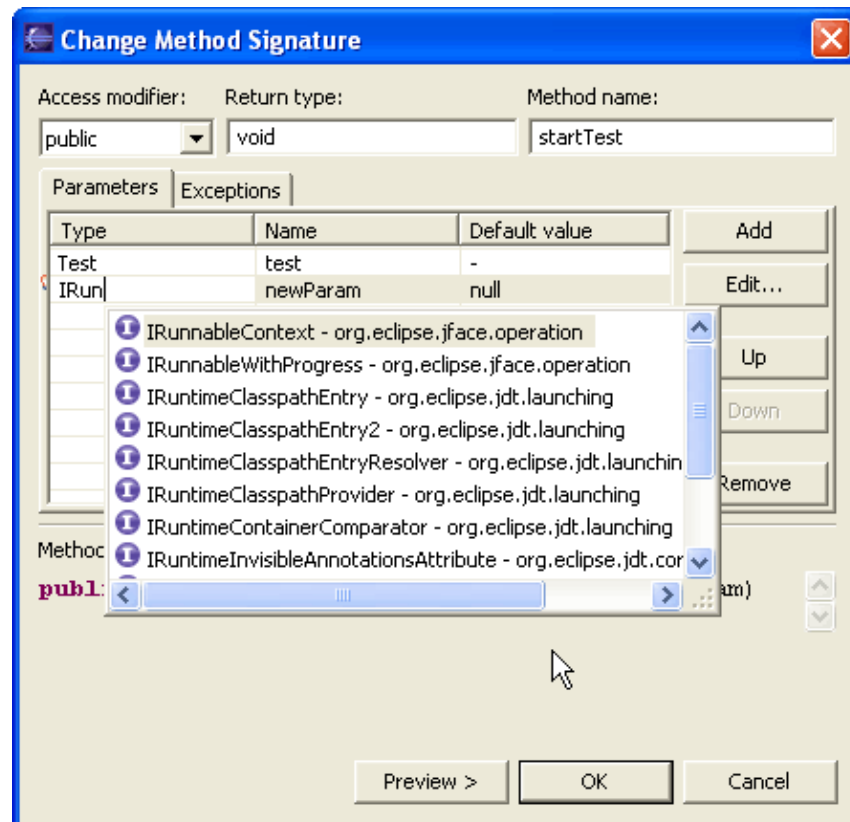 Change Method Signature
Access modifier: Return type: Method name:
public void startTest
Parameters Exceptions
Type Name Default value Add
Test test -
IRun newParam null Edit...
IRunnableContext - org.eclipse.jface.operation
IRunnableWithProgress - org.eclipse.jface.operation Up
IRuntimeClasspathEntry - org.eclipse.jdt.launching
IRuntimeClasspathEntry2 - org.eclipse.jdt.launching Down
IRuntimeClasspathEntryResolver - org.eclipse.jdt.launchin
IRuntimeClasspathProvider - org.eclipse.jdt.launching Remove
IRuntimeContainerComparator - org.eclipse.jdt.launching
Method
IRuntimeInvisibleAnnotationsAttribute - org.eclipse.jdt.cor
publi am)
Preview > OK Cancel